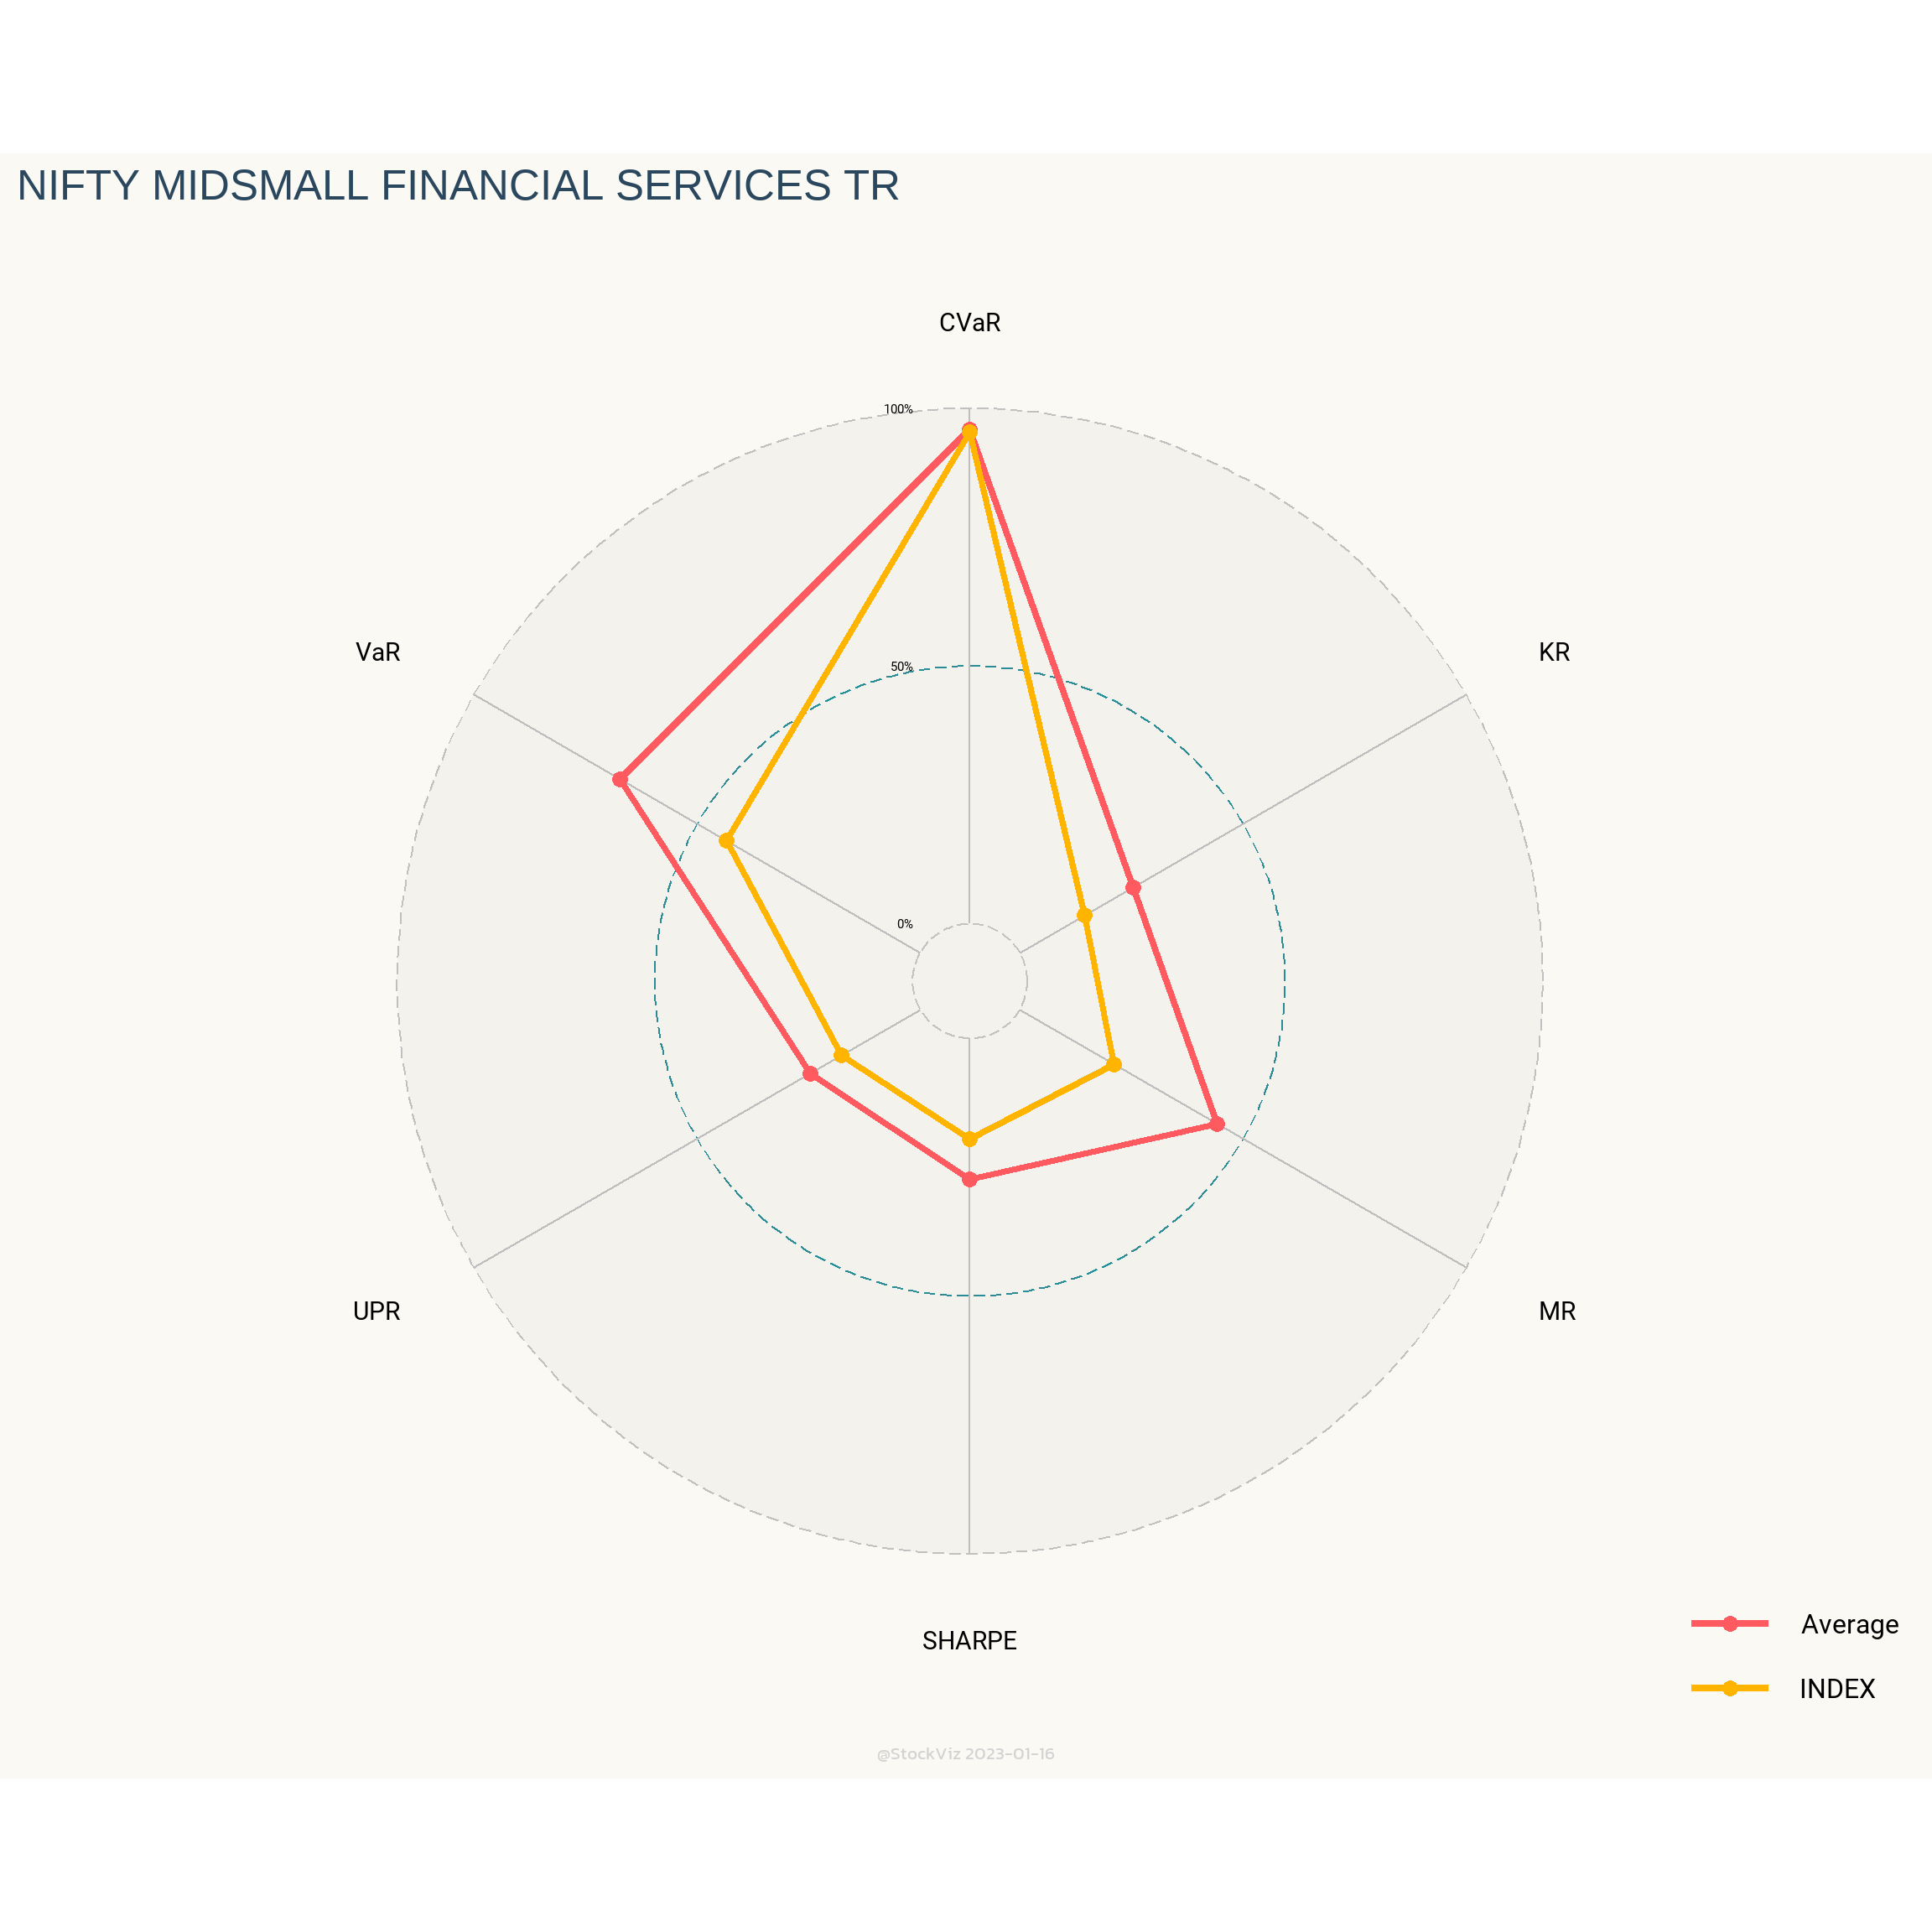 NIFTY MIDSMALL FINANCIAL SERVICES TR
CVaR
100%
VaR
KR
50%
0%
UPR
MR
SHARPE
Average
INDEX
@StockViz 2023-01-16